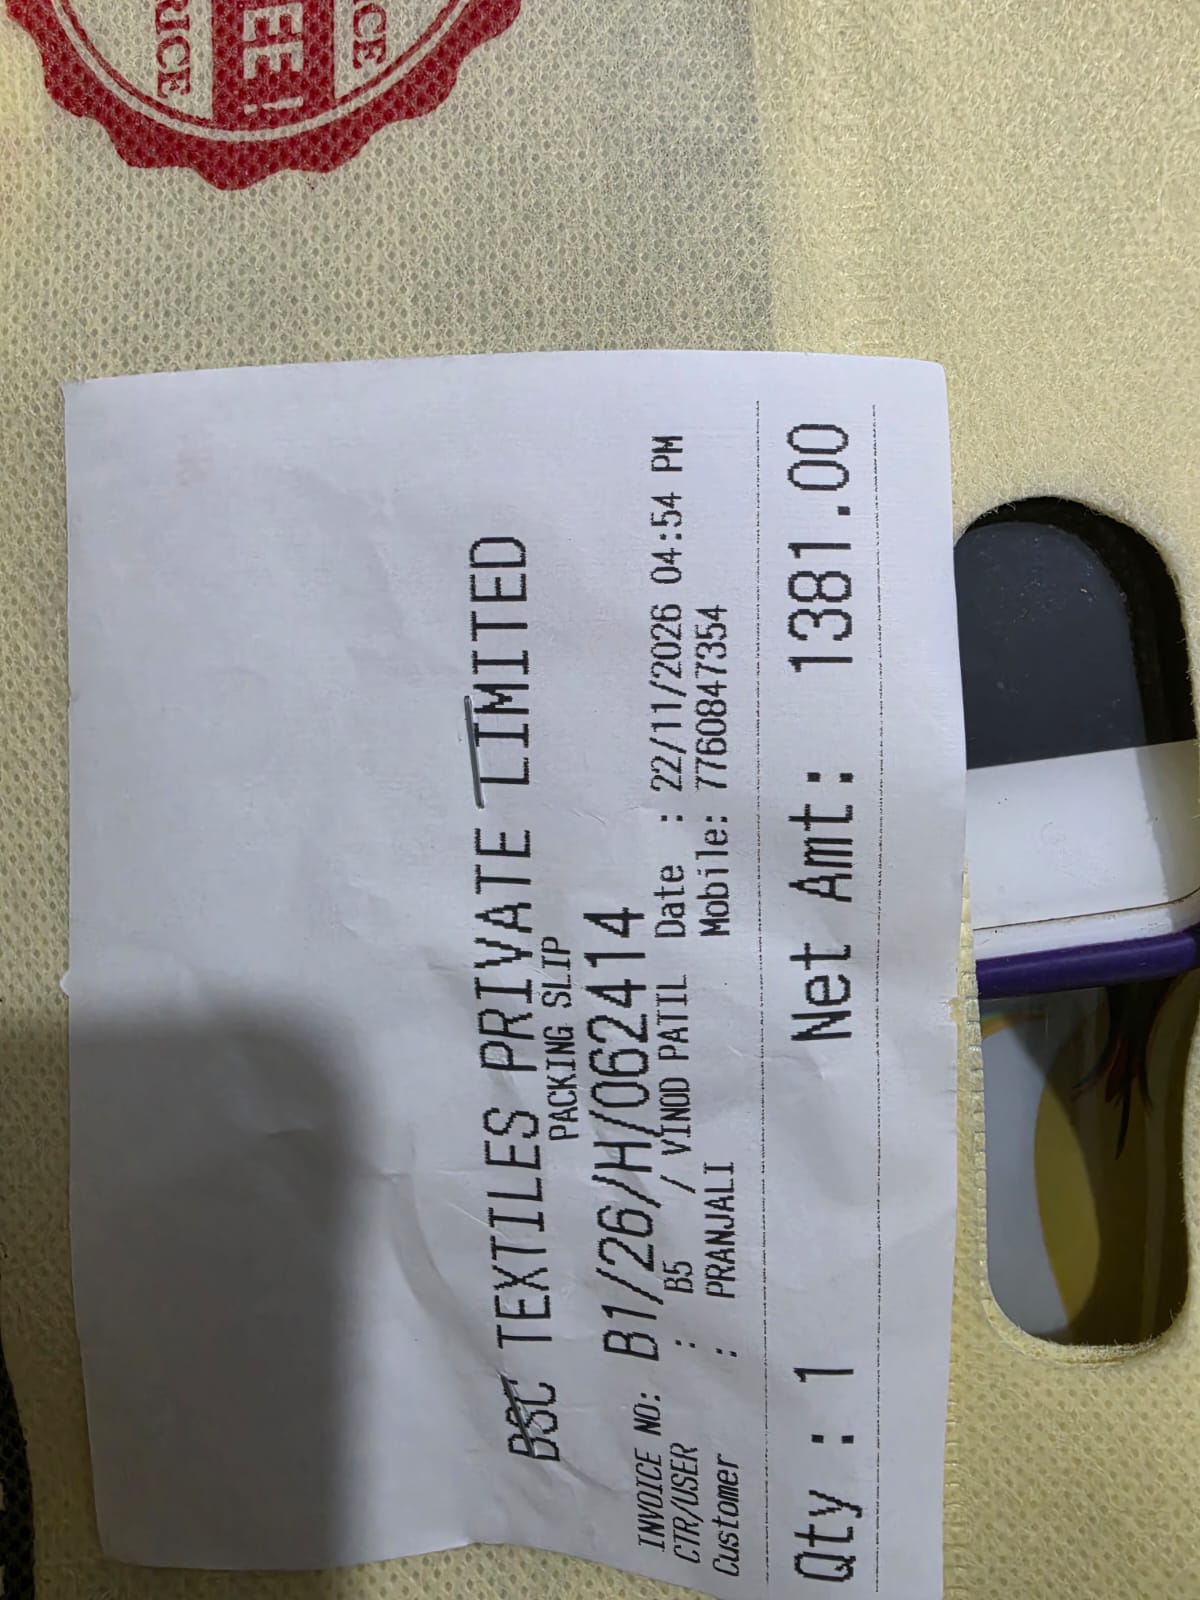 BSC TEXTILES PRIVATE LIMITED
PACKING SLIP
INVOICE NO: B1/26/H/062414
CTR/USER : B5 / VINOD PATIL Date : 22/11/2026 04:54 PM
Customer : PRANJALI Mobile: 7760847354
Qty : 1 Net Amt: 1381.00